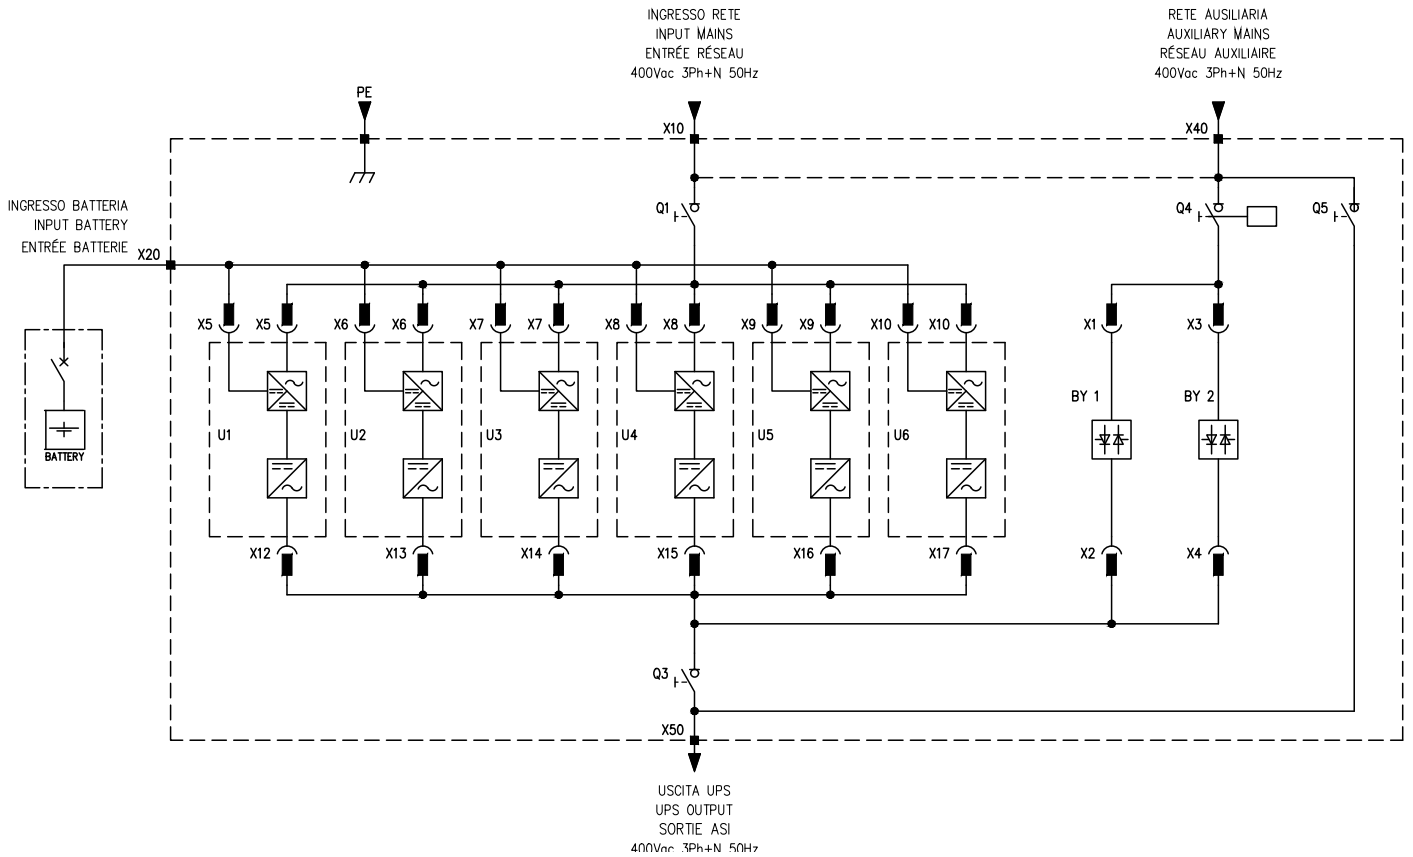 INGRESSO RETE
INPUT MAINS
ENTRÉE RÉSEAU
400Vac 3Ph+N 50Hz
RETE AUSILIARIA
AUXILIARY MAINS
RÉSEAU AUXILIAIRE
400Vac 3Ph+N 50Hz
PE
X10
X40
INGRESSO BATTERIA
INPUT BATTERY
ENTRÉE BATTERIE
X20
Q1
Q4
Q5
X5 X5 X6 X6 X7 X7 X8 X8 X9 X9 X10 X10 X1 X3
BY 1 BY 2
U1 U2 U3 U4 U5 U6
BATTERY
X12 X13 X14 X15 X16 X17 X2 X4
Q3
X50
USCITA UPS
UPS OUTPUT
SORTIE ASI
400Vac 3Ph+N 50Hz